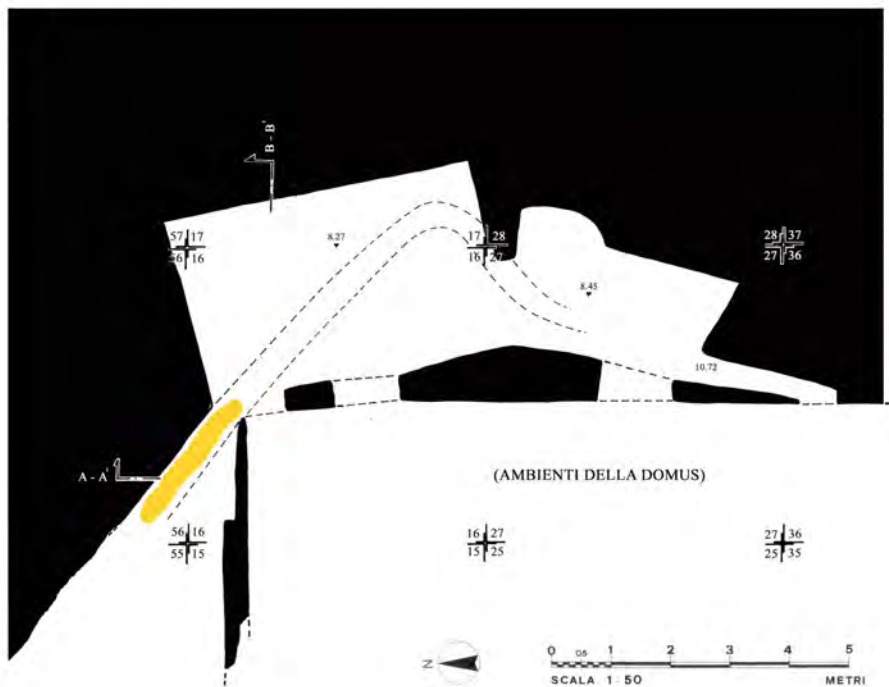 B - B'
57 17
56 16
8.27
17 28
16 27
28 37
27 36
8.45
10.72
A - A'
(AMBIENTI DELLA DOMUS)
56 16
55 15
16 27
15 25
27 36
25 35
N
0 05 1 2 3 4 5
SCALA 1·50 METRI